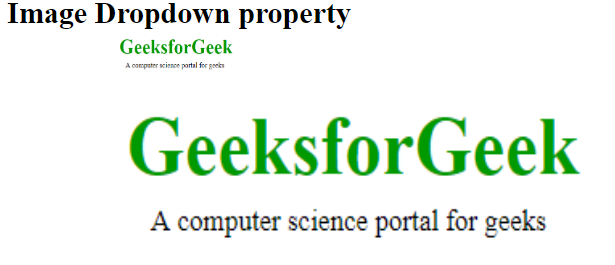 Image Dropdown property
GeeksforGeek
A computer science portal for geeks
GeeksforGeek
A computer science portal for geeks